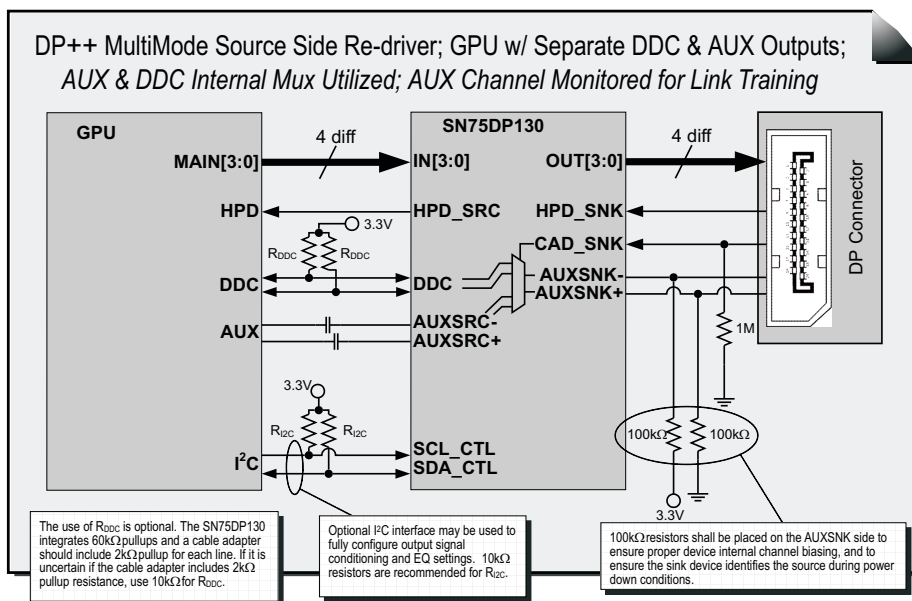 DP++ MultiMode Source Side Re-driver; GPU w/ Separate DDC & AUX Outputs;
AUX & DDC Internal Mux Utilized; AUX Channel Monitored for Link Training
GPU
SN75DP130
DP Connector
4 diff
4 diff
MAIN[3:0]
IN[3:0]
OUT[3:0]
HPD
HPD_SRC
HPD_SNK
3.3V
RDDC
RDDC
CAD_SNK
DDC
DDC
AUXSNK-
AUXSNK+
AUX
AUXSRC-
AUXSRC+
1M
3.3V
RI2C
RI2C
100kΩ
100kΩ
I²C
SCL_CTL
SDA_CTL
3.3V
The use of RDDC is optional. The SN75DP130
integrates 60kΩ pullups and a cable adapter
should include 2kΩ pullup for each line. If it is
uncertain if the cable adapter includes 2kΩ
pullup resistance, use 10kΩ for RDDC.
Optional I²C interface may be used to
fully configure output signal
conditioning and EQ settings. 10kΩ
resistors are recommended for RI2C.
100kΩ resistors shall be placed on the AUXSNK side to
ensure proper device internal channel biasing, and to
ensure the sink device identifies the source during power
down conditions.